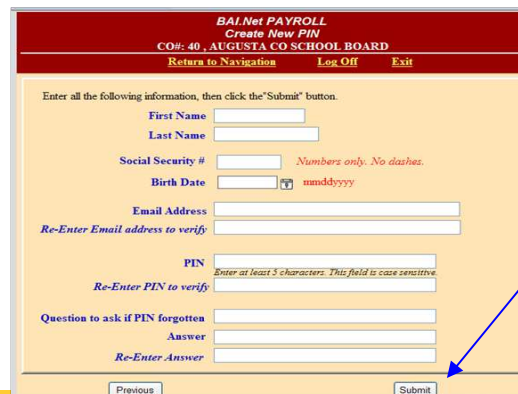 BAI.Net PAYROLL
Create New PIN
CO#: 40 , AUGUSTA CO SCHOOL BOARD
Return to Navigation Log Off Exit
Enter all the following information, then click the"Submit" button.
First Name
Last Name
Social Security # Numbers only. No dashes.
Birth Date mmddyyyy
Email Address
Re-Enter Email address to verify
PIN
Enter at least 5 characters. This field is case sensitive.
Re-Enter PIN to verify
Question to ask if PIN forgotten
Answer
Re-Enter Answer
Previous Submit